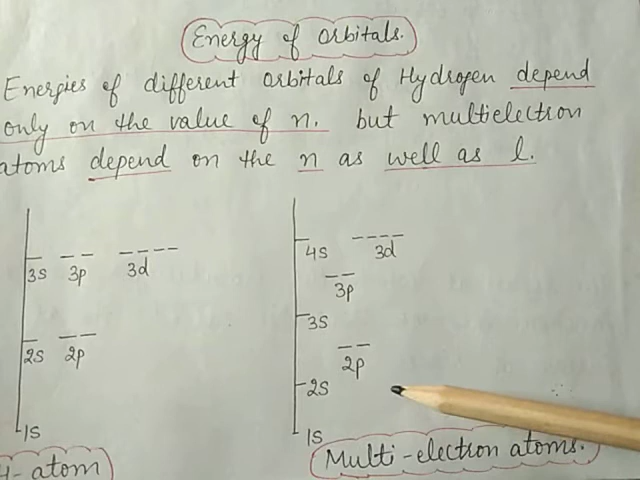 Energy of orbitals.
Energies of different orbitals of Hydrogen depend
only on the value of n. but multielectron
atoms depend on the n as well as l.
3s 3p 3d
2s 2p
1s
H-atom
4s 3d
3p
3s
2p
2s
1s
Multi-electron atoms.